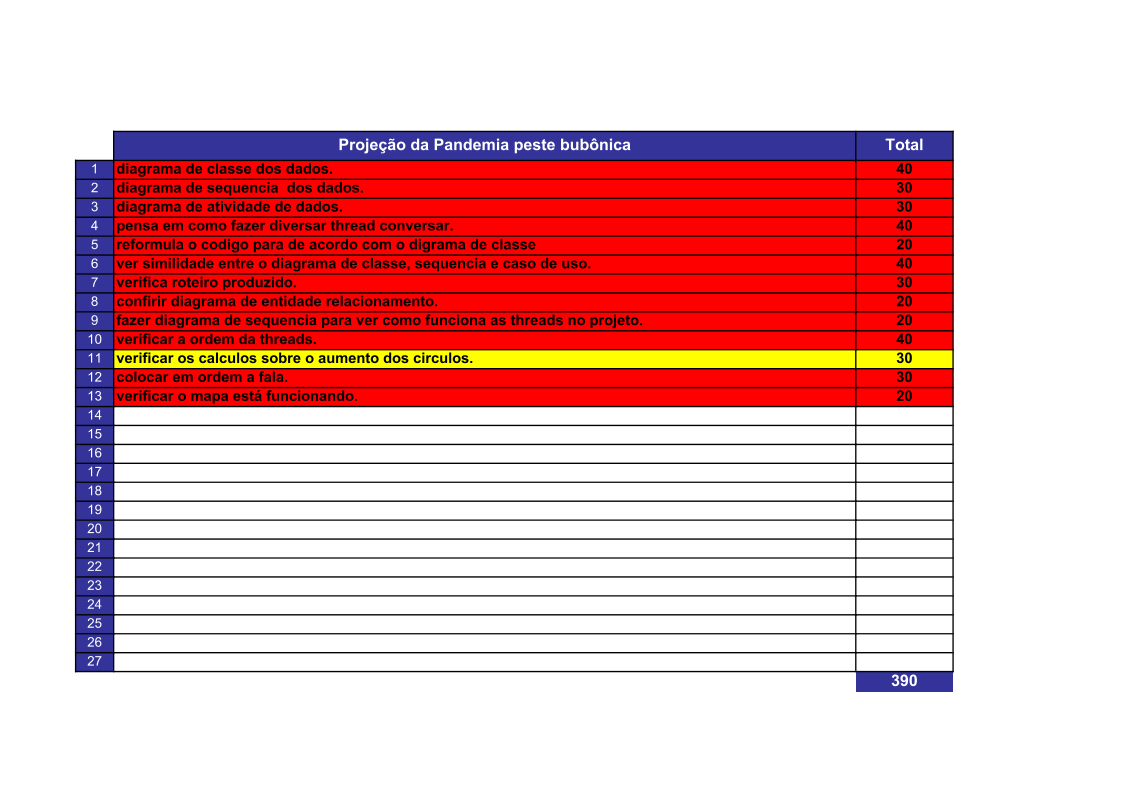 Projeção da Pandemia peste bubônica Total
1 diagrama de classe dos dados. 40
2 diagrama de sequencia  dos dados. 30
3 diagrama de atividade de dados. 30
4 pensa em como fazer diversar thread conversar. 40
5 reformula o codigo para de acordo com o digrama de classe 20
6 ver similidade entre o diagrama de classe, sequencia e caso de uso. 40
7 verifica roteiro produzido. 30
8 confirir diagrama de entidade relacionamento. 20
9 fazer diagrama de sequencia para ver como funciona as threads no projeto. 20
10 verificar a ordem da threads. 40
11 verificar os calculos sobre o aumento dos circulos. 30
12 colocar em ordem a fala. 30
13 verificar o mapa está funcionando. 20
14
15
16
17
18
19
20
21
22
23
24
25
26
27
390